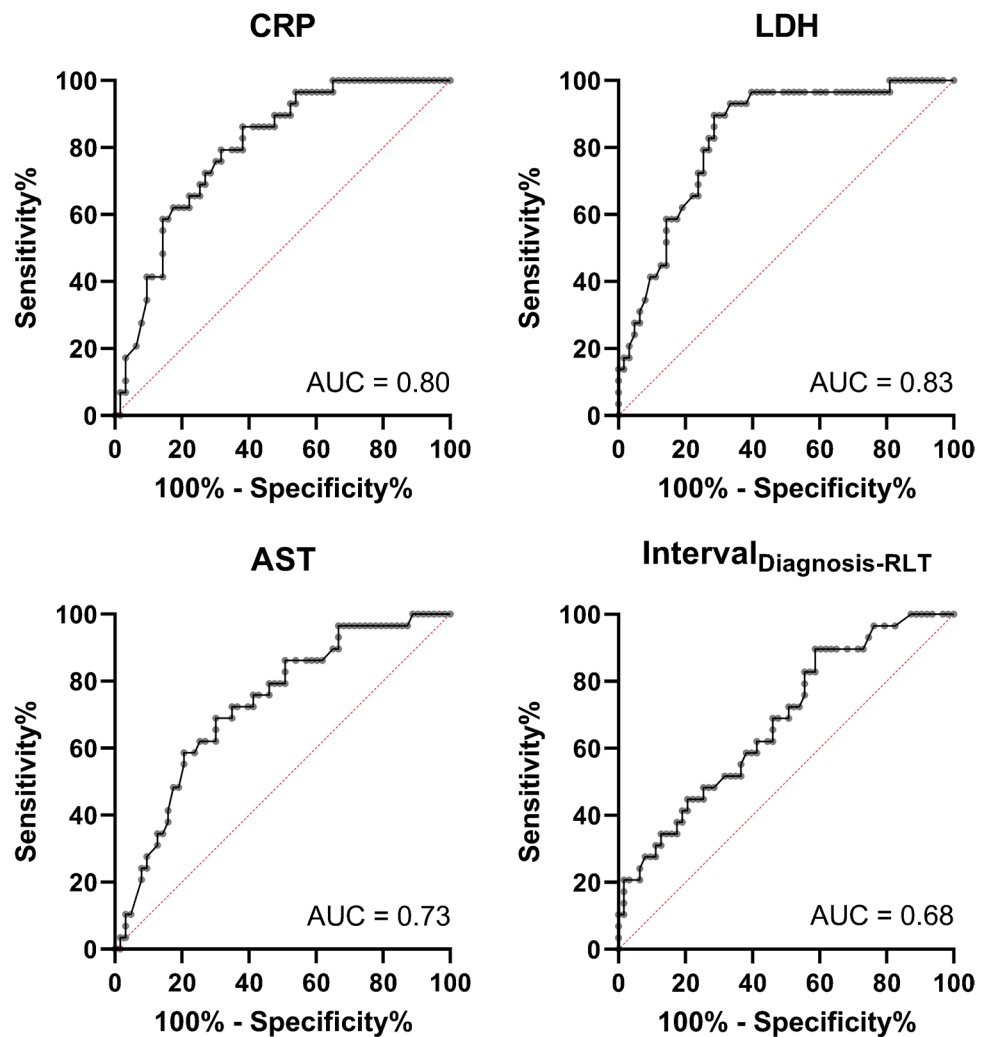 CRP
100
80
60
40
20
0
Sensitivity%
AUC = 0.80
0 20 40 60 80 100
100% - Specificity%
LDH
100
80
60
40
20
0
Sensitivity%
AUC = 0.83
0 20 40 60 80 100
100% - Specificity%
AST
100
80
60
40
20
0
Sensitivity%
AUC = 0.73
0 20 40 60 80 100
100% - Specificity%
Interval Diagnosis-RLT
100
80
60
40
20
0
Sensitivity%
AUC = 0.68
0 20 40 60 80 100
100% - Specificity%